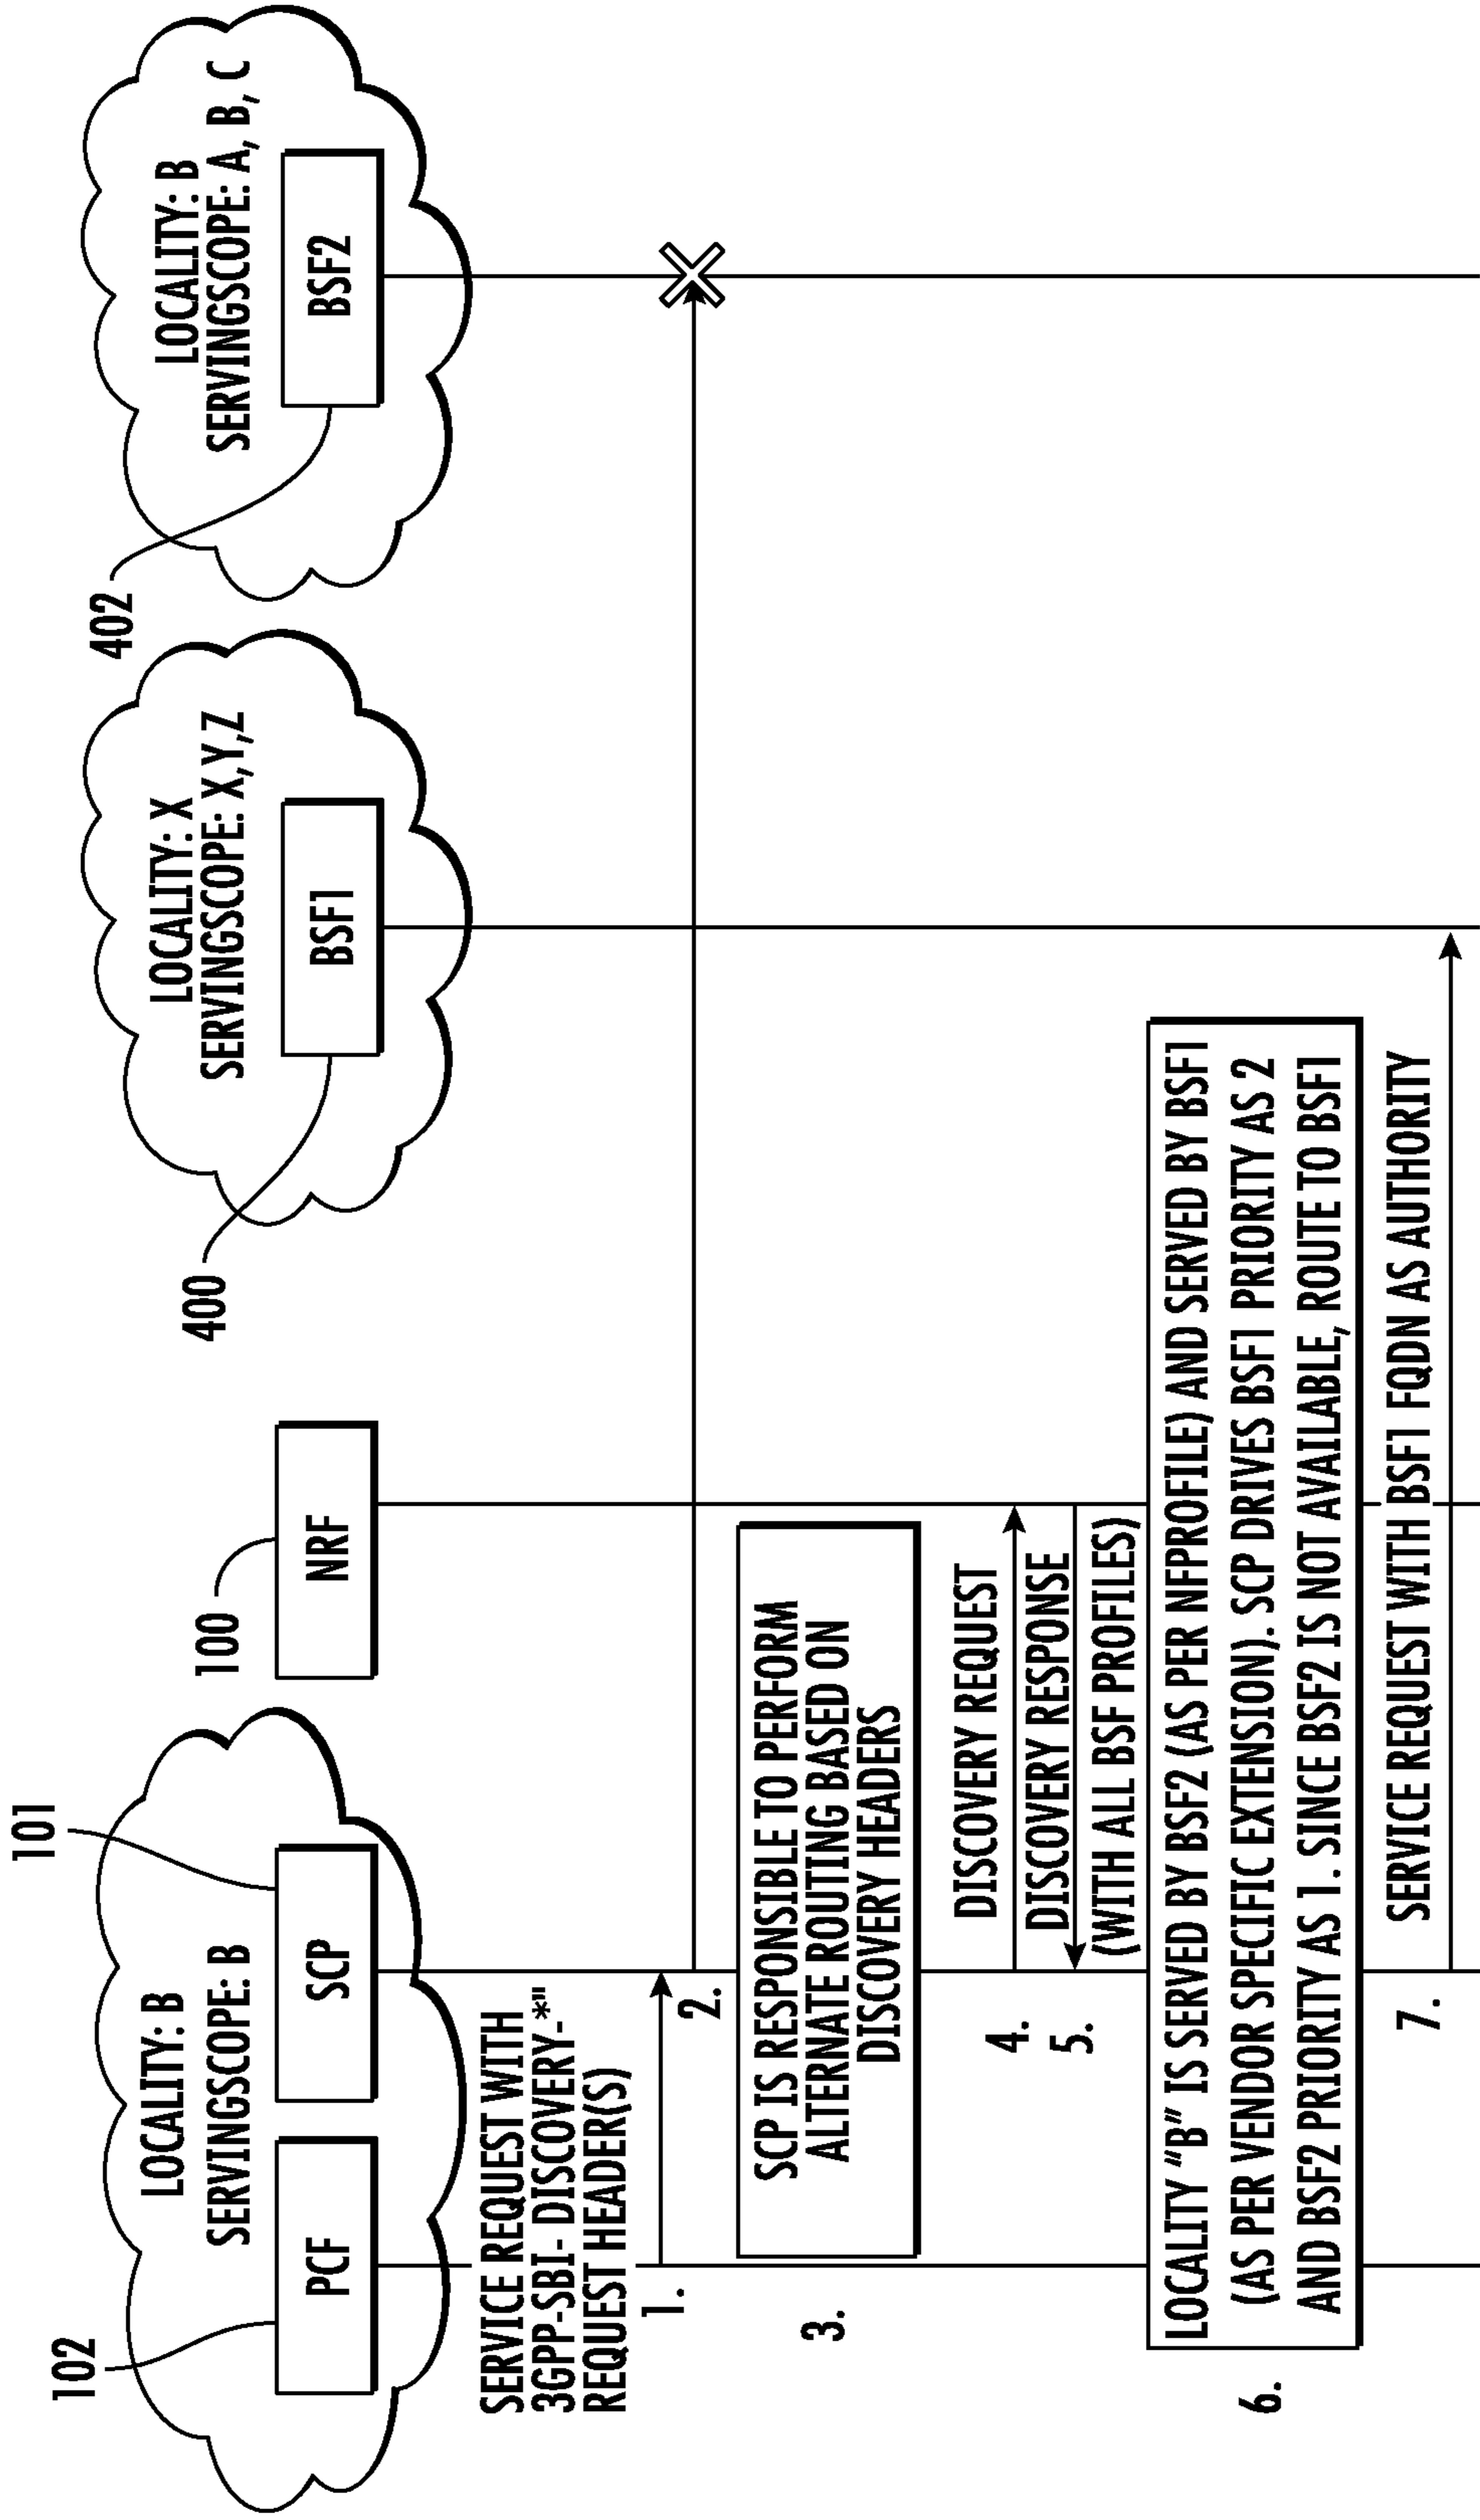 102
101
LOCALITY: B
SERVINGSCOPE: B
PCF
SCP
100
NRF
400
LOCALITY: X
SERVINGSCOPE: X,Y,Z
BSF1
402
LOCALITY: B
SERVINGSCOPE: A, B, C
BSF2
SERVICE REQUEST WITH
3GPP-SBI- DISCOVERY-*"
REQUEST HEADER(S)
1.
2.
3.
SCP IS RESPONSIBLE TO PERFORM
ALTERNATE ROUTING BASED ON
DISCOVERY HEADERS
DISCOVERY REQUEST
4.
DISCOVERY RESPONSE
5.
(WITH ALL BSF PROFILES)
6.
LOCALITY "B" IS SERVED BY BSF2 (AS PER NFPROFILE) AND SERVED BY BSF1
(AS PER VENDOR SPECIFIC EXTENSION). SCP DRIVES BSF1 PRIORITY AS 2
AND BSF2 PRIORITY AS 1. SINCE BSF2 IS NOT AVAILABLE, ROUTE TO BSF1
SERVICE REQUEST WITH BSF1 FQDN AS AUTHORITY
7.